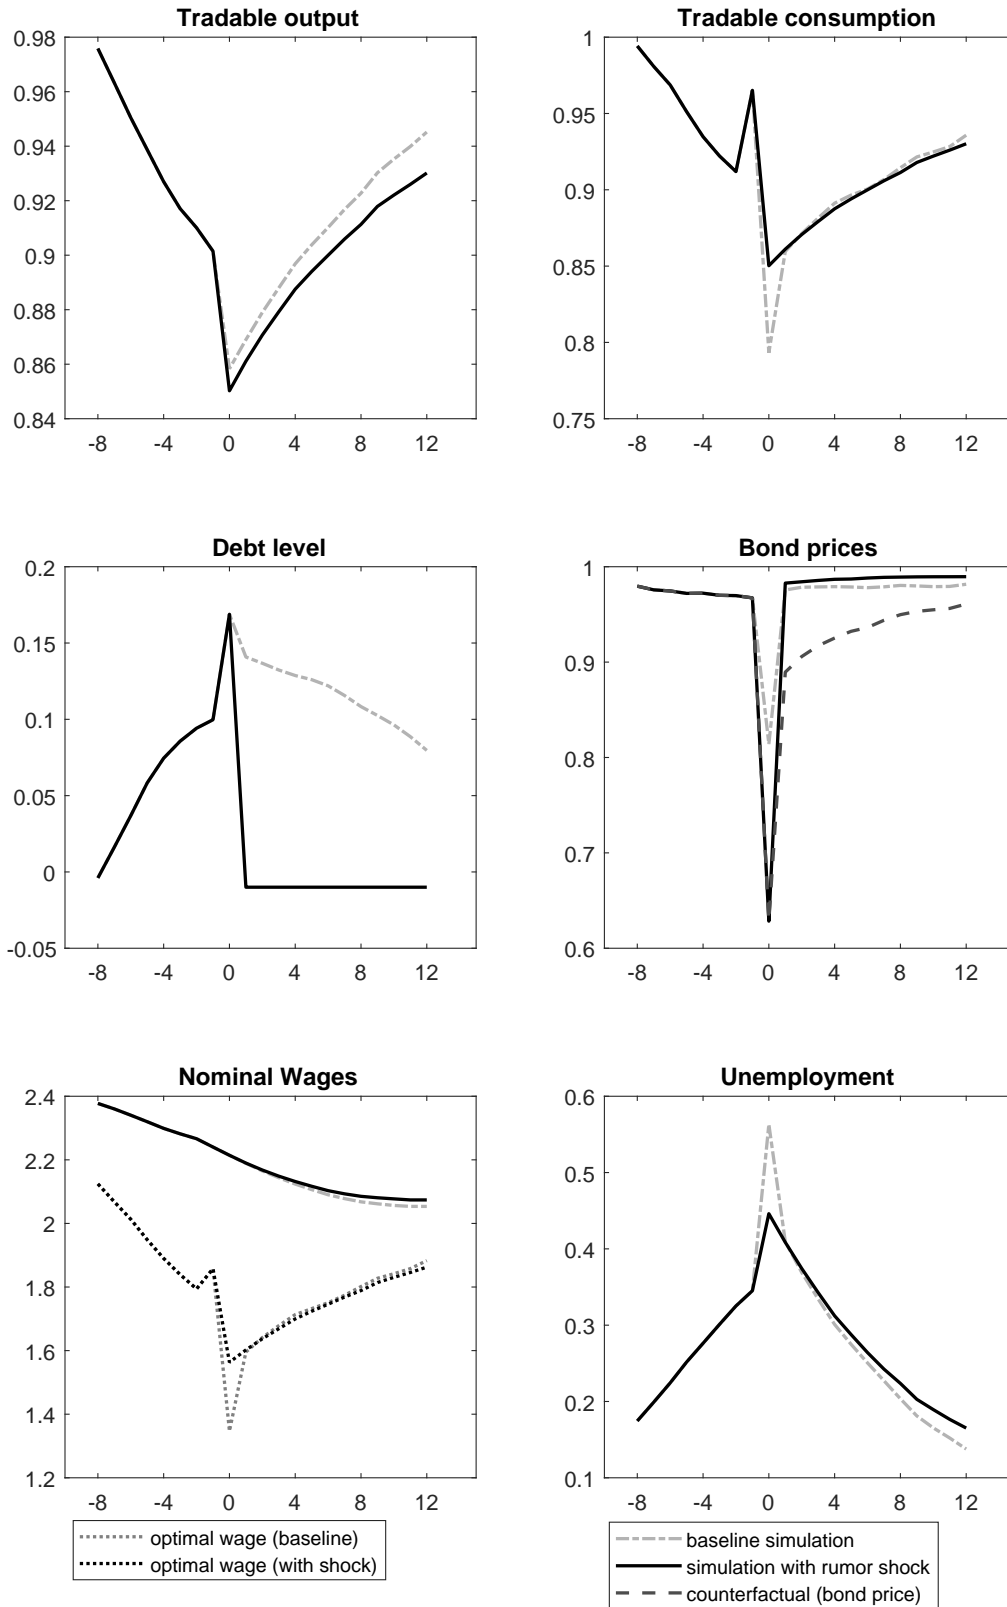 Tradable output
0.98
0.96
0.94
0.92
0.9
0.88
0.86
0.84
-8 -4 0 4 8 12
Tradable consumption
1
0.95
0.9
0.85
0.8
0.75
-8 -4 0 4 8 12
Debt level
0.2
0.15
0.1
0.05
0
-0.05
-8 -4 0 4 8 12
Bond prices
1
0.9
0.8
0.7
0.6
-8 -4 0 4 8 12
Nominal Wages
2.4
2.2
2
1.8
1.6
1.4
1.2
-8 -4 0 4 8 12
optimal wage (baseline)
optimal wage (with shock)
Unemployment
0.6
0.5
0.4
0.3
0.2
0.1
-8 -4 0 4 8 12
baseline simulation
simulation with rumor shock
counterfactual (bond price)